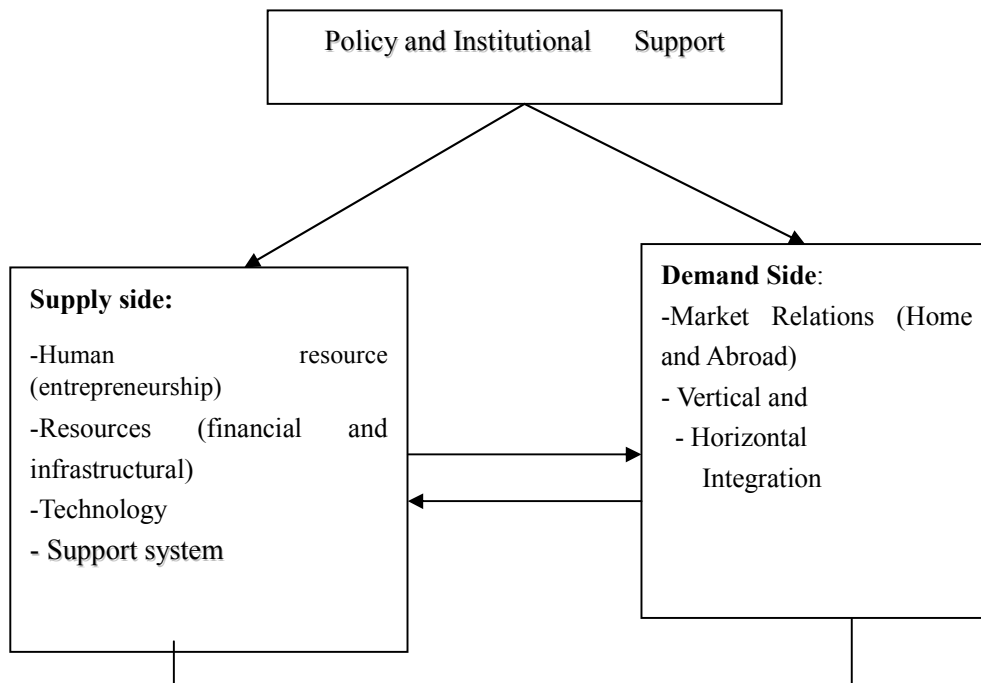 Policy and Institutional Support
Supply side:
-Human resource
(entrepreneurship)
-Resources (financial and
infrastructural)
-Technology
- Support system
Demand Side:
-Market Relations (Home
and Abroad)
- Vertical and
- Horizontal
Integration